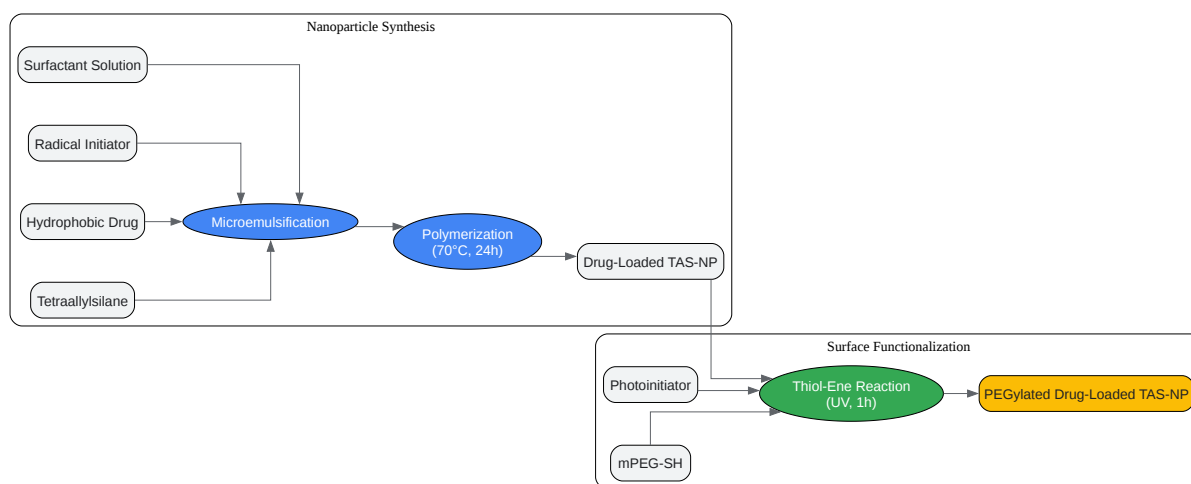 Nanoparticle Synthesis
Surfactant Solution
Radical Initiator
Hydrophobic Drug
Microemulsification
Polymerization
(70°C, 24h)
Drug-Loaded TAS-NP
Tetraallylsilane
Surface Functionalization
Photoinitiator
Thiol-Ene Reaction
(UV, 1h)
PEGylated Drug-Loaded TAS-NP
mPEG-SH